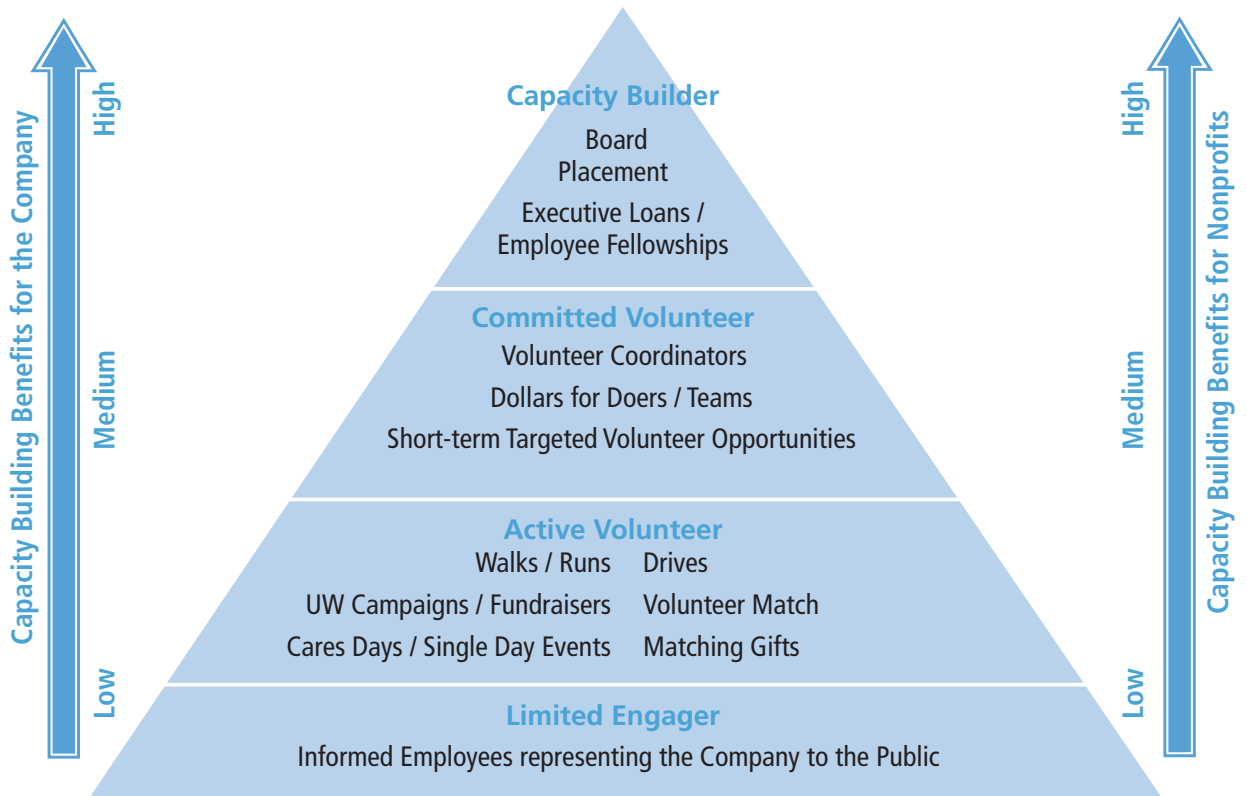 Capacity Building Benefits for the Company
High
Medium
Low
Capacity Builder
Board
Placement
Executive Loans /
Employee Fellowships
Committed Volunteer
Volunteer Coordinators
Dollars for Doers / Teams
Short-term Targeted Volunteer Opportunities
Active Volunteer
Walks / Runs Drives
UW Campaigns / Fundraisers Volunteer Match
Cares Days / Single Day Events Matching Gifts
Limited Engager
Informed Employees representing the Company to the Public
High
Medium
Low
Capacity Building Benefits for Nonprofits